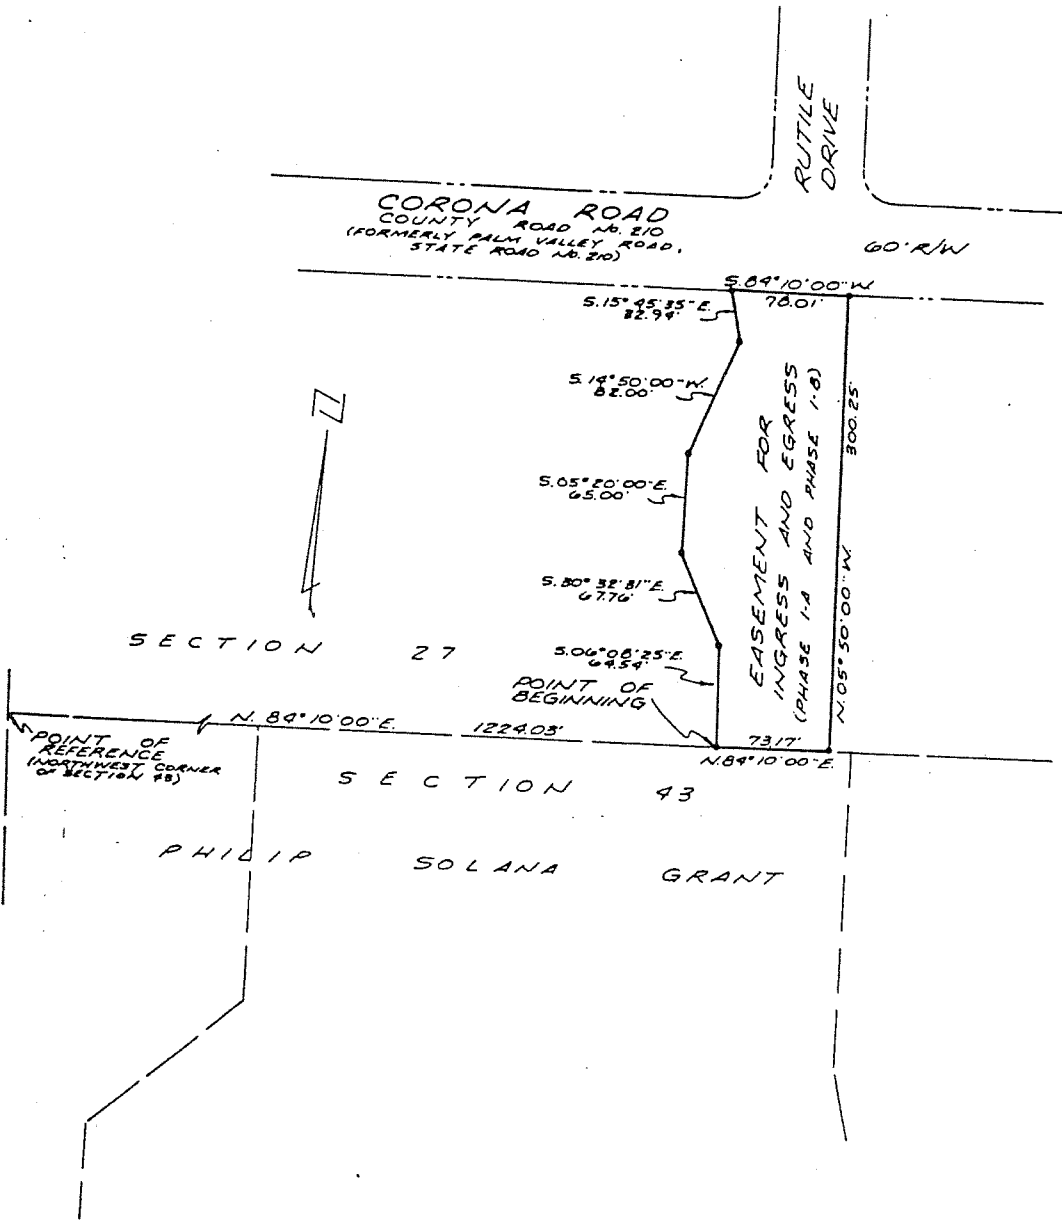 RUTILE
DRIVE
CORONA ROAD
COUNTY ROAD NO. 210
(FORMERLY PALM VALLEY ROAD,
STATE ROAD NO. 210)
60' R/W
S.84°10'00"W.
78.01'
S.15°45'35"E.
32.94'
S.14°50'00"W.
82.00'
S.05°20'00"E.
65.00'
S.30°32'31"E.
67.76'
S.06°08'25"E.
64.54'
N
EASEMENT FOR
INGRESS AND EGRESS
(PHASE 1-A AND PHASE 1-B)
300.25'
N.05°50'00"W.
SECTION 27
POINT OF
BEGINNING
N. 84°10'00"E. 1224.03'
73.17'
N.84°10'00"E.
POINT OF
REFERENCE
(NORTHWEST CORNER
OF SECTION 43)
SECTION 43
PHILIP SOLANA GRANT